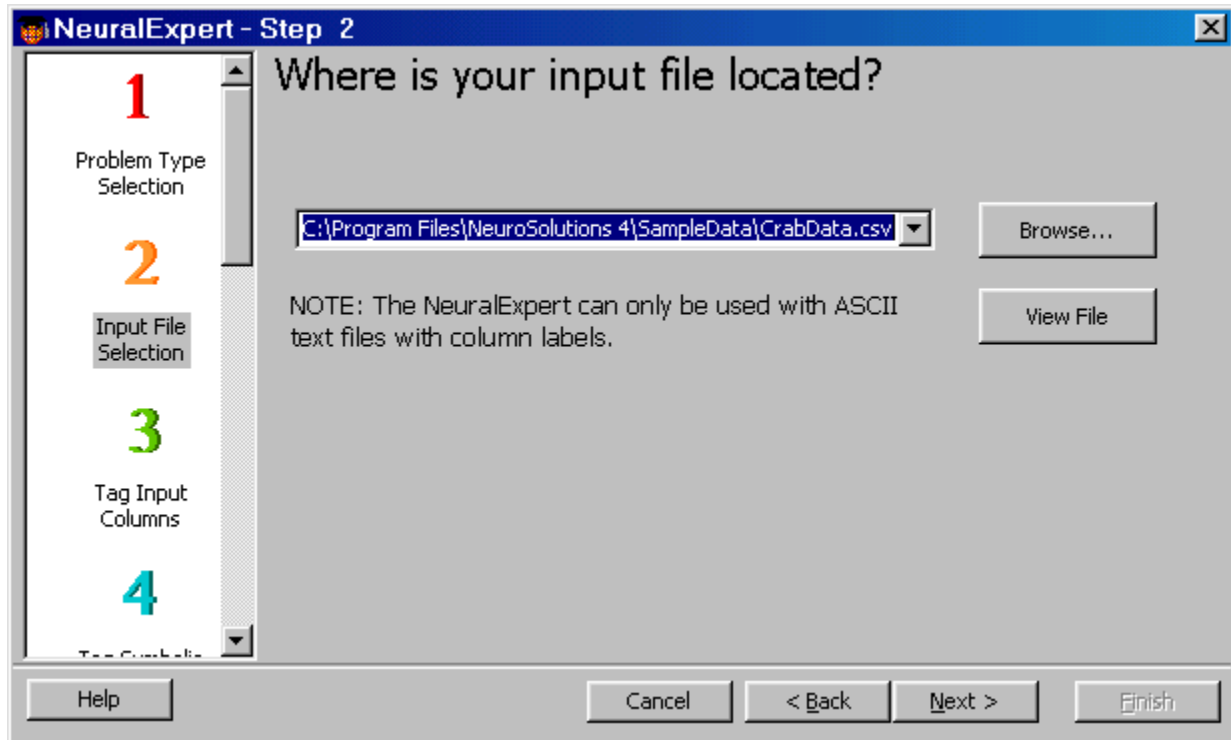 NeuralExpert - Step 2
1
Problem Type
Selection
2
Input File
Selection
3
Tag Input
Columns
4
Tag Symbolic
Where is your input file located?
C:\Program Files\NeuroSolutions 4\SampleData\CrabData.csv
Browse...
NOTE: The NeuralExpert can only be used with ASCII
text files with column labels.
View File
Help
Cancel
< Back
Next >
Finish